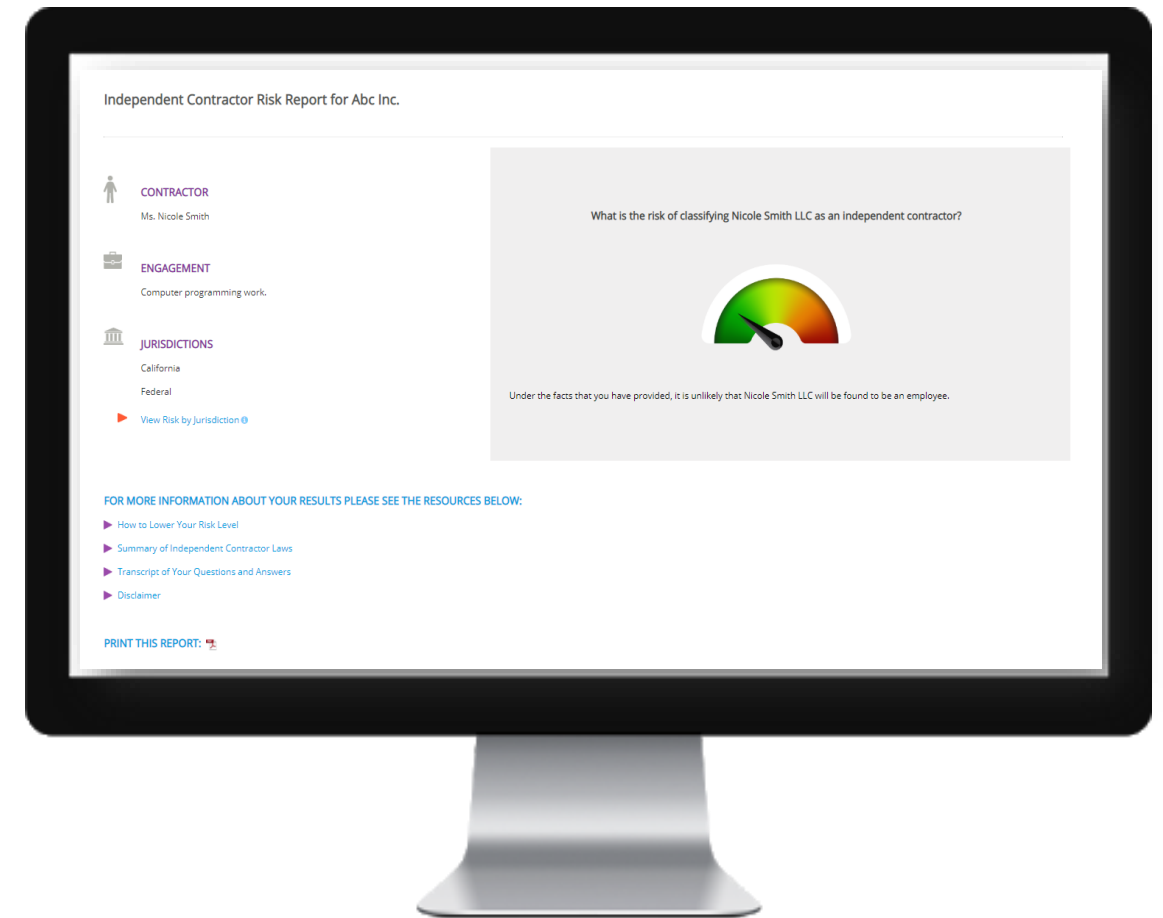 Independent Contractor Risk Report for Abc Inc.
CONTRACTOR
Ms. Nicole Smith
ENGAGEMENT
Computer programming work.
JURISDICTIONS
California
Federal
View Risk by Jurisdiction
What is the risk of classifying Nicole Smith LLC as an independent contractor?
Under the facts that you have provided, it is unlikely that Nicole Smith LLC will be found to be an employee.
FOR MORE INFORMATION ABOUT YOUR RESULTS PLEASE SEE THE RESOURCES BELOW:
How to Lower Your Risk Level
Summary of Independent Contractor Laws
Transcript of Your Questions and Answers
Disclaimer
PRINT THIS REPORT: